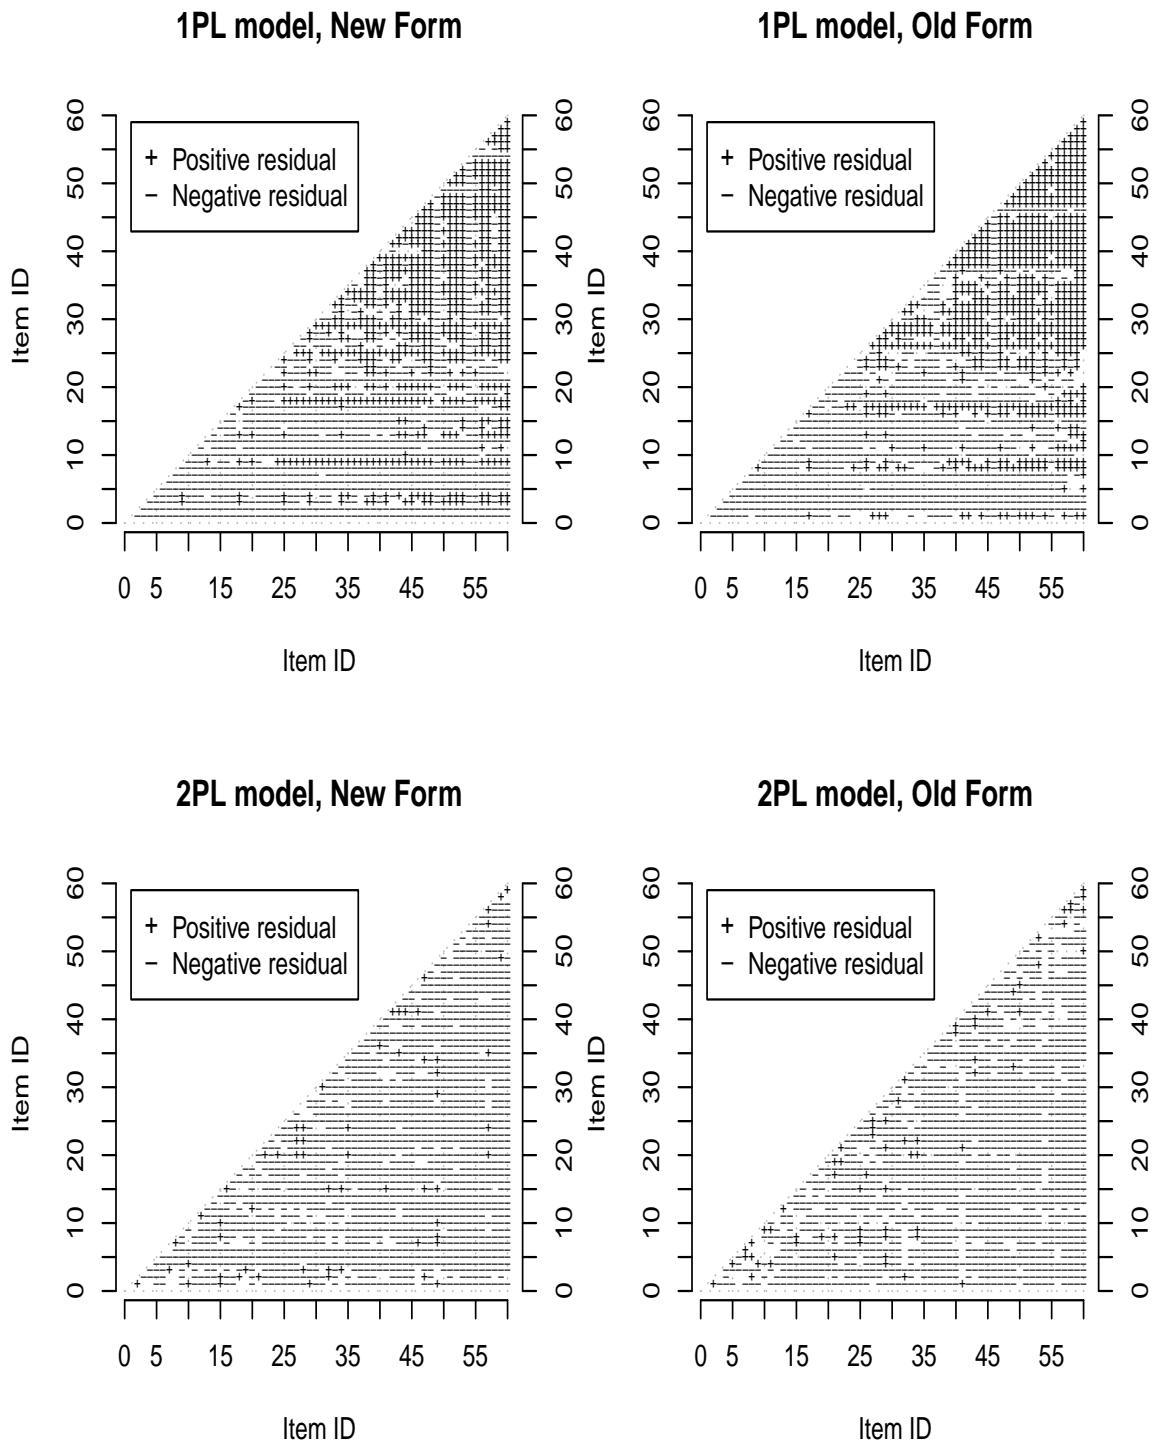 1PL model, New Form
+ Positive residual
− Negative residual
Item ID
0 10 20 30 40 50 60
0 10 20 30 40 50 60
0 5 15 25 35 45 55
Item ID
1PL model, Old Form
+ Positive residual
− Negative residual
Item ID
0 10 20 30 40 50 60
0 10 20 30 40 50 60
0 5 15 25 35 45 55
Item ID
2PL model, New Form
+ Positive residual
− Negative residual
Item ID
0 10 20 30 40 50 60
0 10 20 30 40 50 60
0 5 15 25 35 45 55
Item ID
2PL model, Old Form
+ Positive residual
− Negative residual
Item ID
0 10 20 30 40 50 60
0 10 20 30 40 50 60
0 5 15 25 35 45 55
Item ID